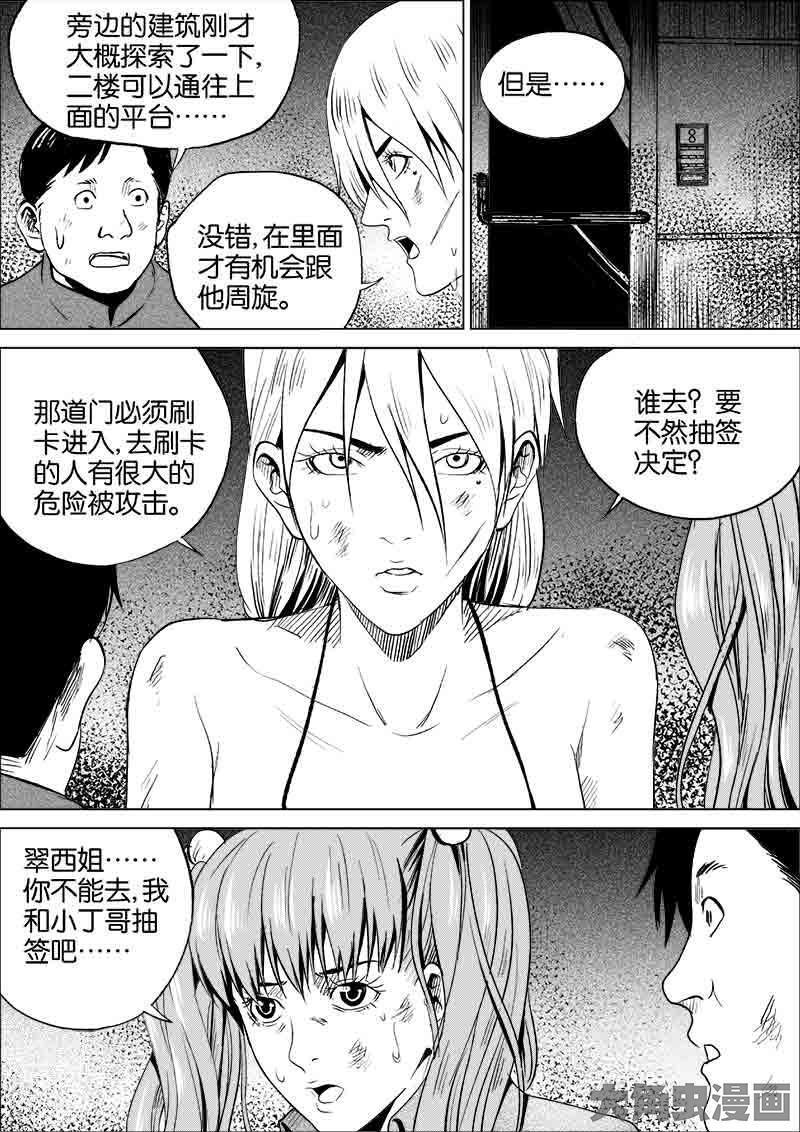 旁边的建筑刚才
大概探索了一下,
二楼可以通往上
面的平台……
没错,在里面
才有机会跟
他周旋。
但是……
8
那道门必须刷
卡进入,去刷卡
的人有很大的
危险被攻击。
谁去?要
不然抽签
决定?
翠西姐……
你不能去,我
和小丁哥抽
签吧……
大角虫漫画